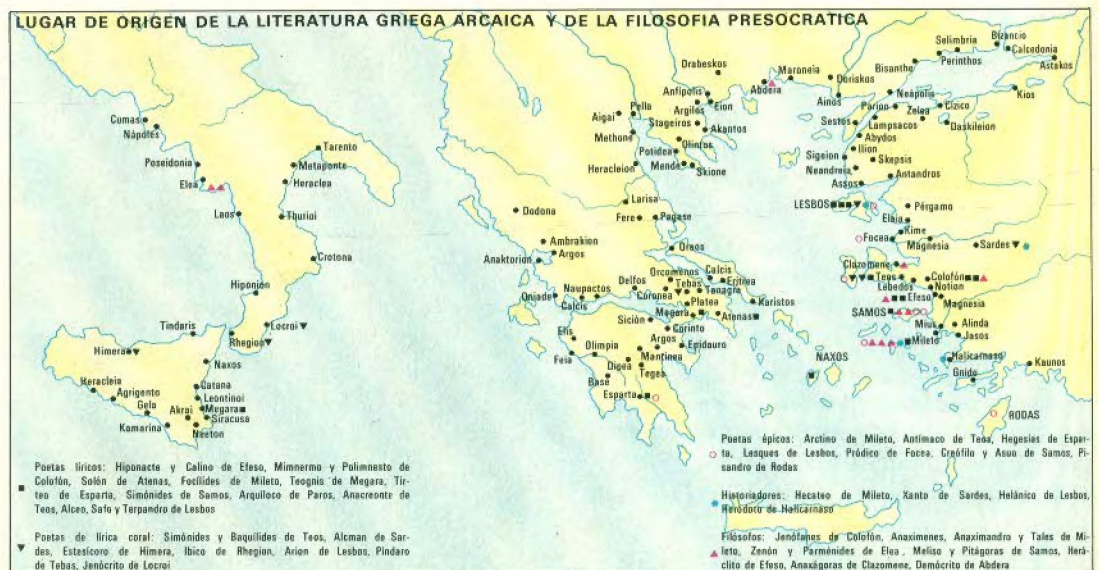 LUGAR DE ORIGEN DE LA LITERATURA GRIEGA ARCAICA Y DE LA FILOSOFIA PRESOCRATICA
Cumas
Nápoles
Poseidonia
Elea
Laos
Tarento
Metaponte
Heraclea
Thurioi
Crotona
Hiponion
Locroi
Rhegion
Tindaris
Himera
Naxos
Heracleia
Agrigento
Gela
Kamarina
Akrai
Neeton
Catana
Leontinoi
Megara
Siracusa
Drabeskos
Maroneia
Abdera
Doriskos
Ainos
Anfipolis
Argilos
Eion
Stageiros
Akantos
Olintos
Potidea
Mende
Skione
Pella
Aigai
Methone
Heracleion
Larisa
Fere
Pagase
Dodona
Ambrakion
Argos
Anaktorion
Oreos
Oniade
Calcis
Naupactos
Delfos
Orcomenos
Coronea
Tebas
Tanagra
Platea
Calcis
Eritrea
Karistos
Megara
Atenas
Sición
Corinto
Argos
Epidouro
Elis
Olimpia
Feia
Mantinea
Tegea
Base
Esparta
NAXOS
Selimbria
Bizancio
Calcedonia
Perinthos
Bisanthe
Astakos
Kios
Neápolis
Parion
Cizico
Zelea
Daskileion
Sestos
Lampsacos
Abydos
Ilion
Sigeion
Skepsis
Neandreia
Antandros
Assos
LESBOS
Pérgamo
Elaia
Kime
Focea
Magnesia
Sardes
Clazomene
Teos
Colofón
Lebedos
Notion
Efeso
Magnesia
SAMOS
Mius
Alinda
Jasos
Mileto
Halicarnaso
Gnido
Kaunos
RODAS
Poetas líricos: Hiponacte y Calino de Efeso, Mimnermo y Polimnesto de
Colofón, Solón de Atenas, Focílides de Mileto, Teognis de Megara, Tir-
teo de Esparta, Simónides de Samos, Arquíloco de Paros, Anacreonte de
Teos, Alceo, Safo y Terpandro de Lesbos
Poetas de lírica coral: Simónides y Baquílides de Teos, Alcman de Sar-
des, Estesícoro de Himera, Ibico de Rhegion, Arion de Lesbos, Píndaro
de Tebas, Jenócrito de Locroi
Poetas épicos: Arctino de Mileto, Antímaco de Teos, Hegesies de Espar-
ta, Lesques de Lesbos, Pródico de Focea, Creófilo y Asuo de Samos, Pi-
sandro de Rodas
Historiadores: Hecateo de Mileto, Xanto de Sardes, Helánico de Lesbos,
Heródoto de Halicarnaso
Filósofos: Jenófanes de Colofón, Anaxímenes, Anaximandro y Tales de Mi-
leto, Zenón y Parménides de Elea, Meliso y Pitágoras de Samos, Herá-
clito de Efeso, Anaxágoras de Clazomene, Demócrito de Abdera